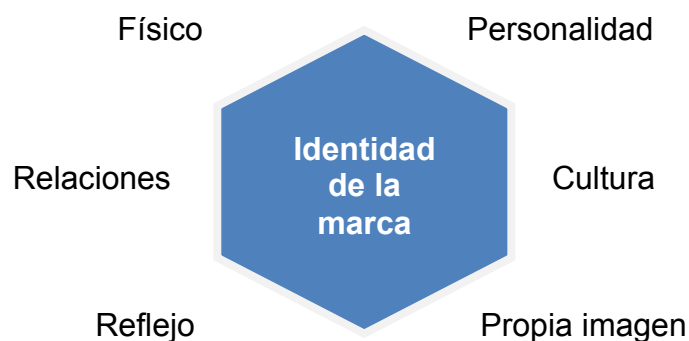 Físico
Personalidad
Identidad
de la
marca
Relaciones
Cultura
Reflejo
Propia imagen